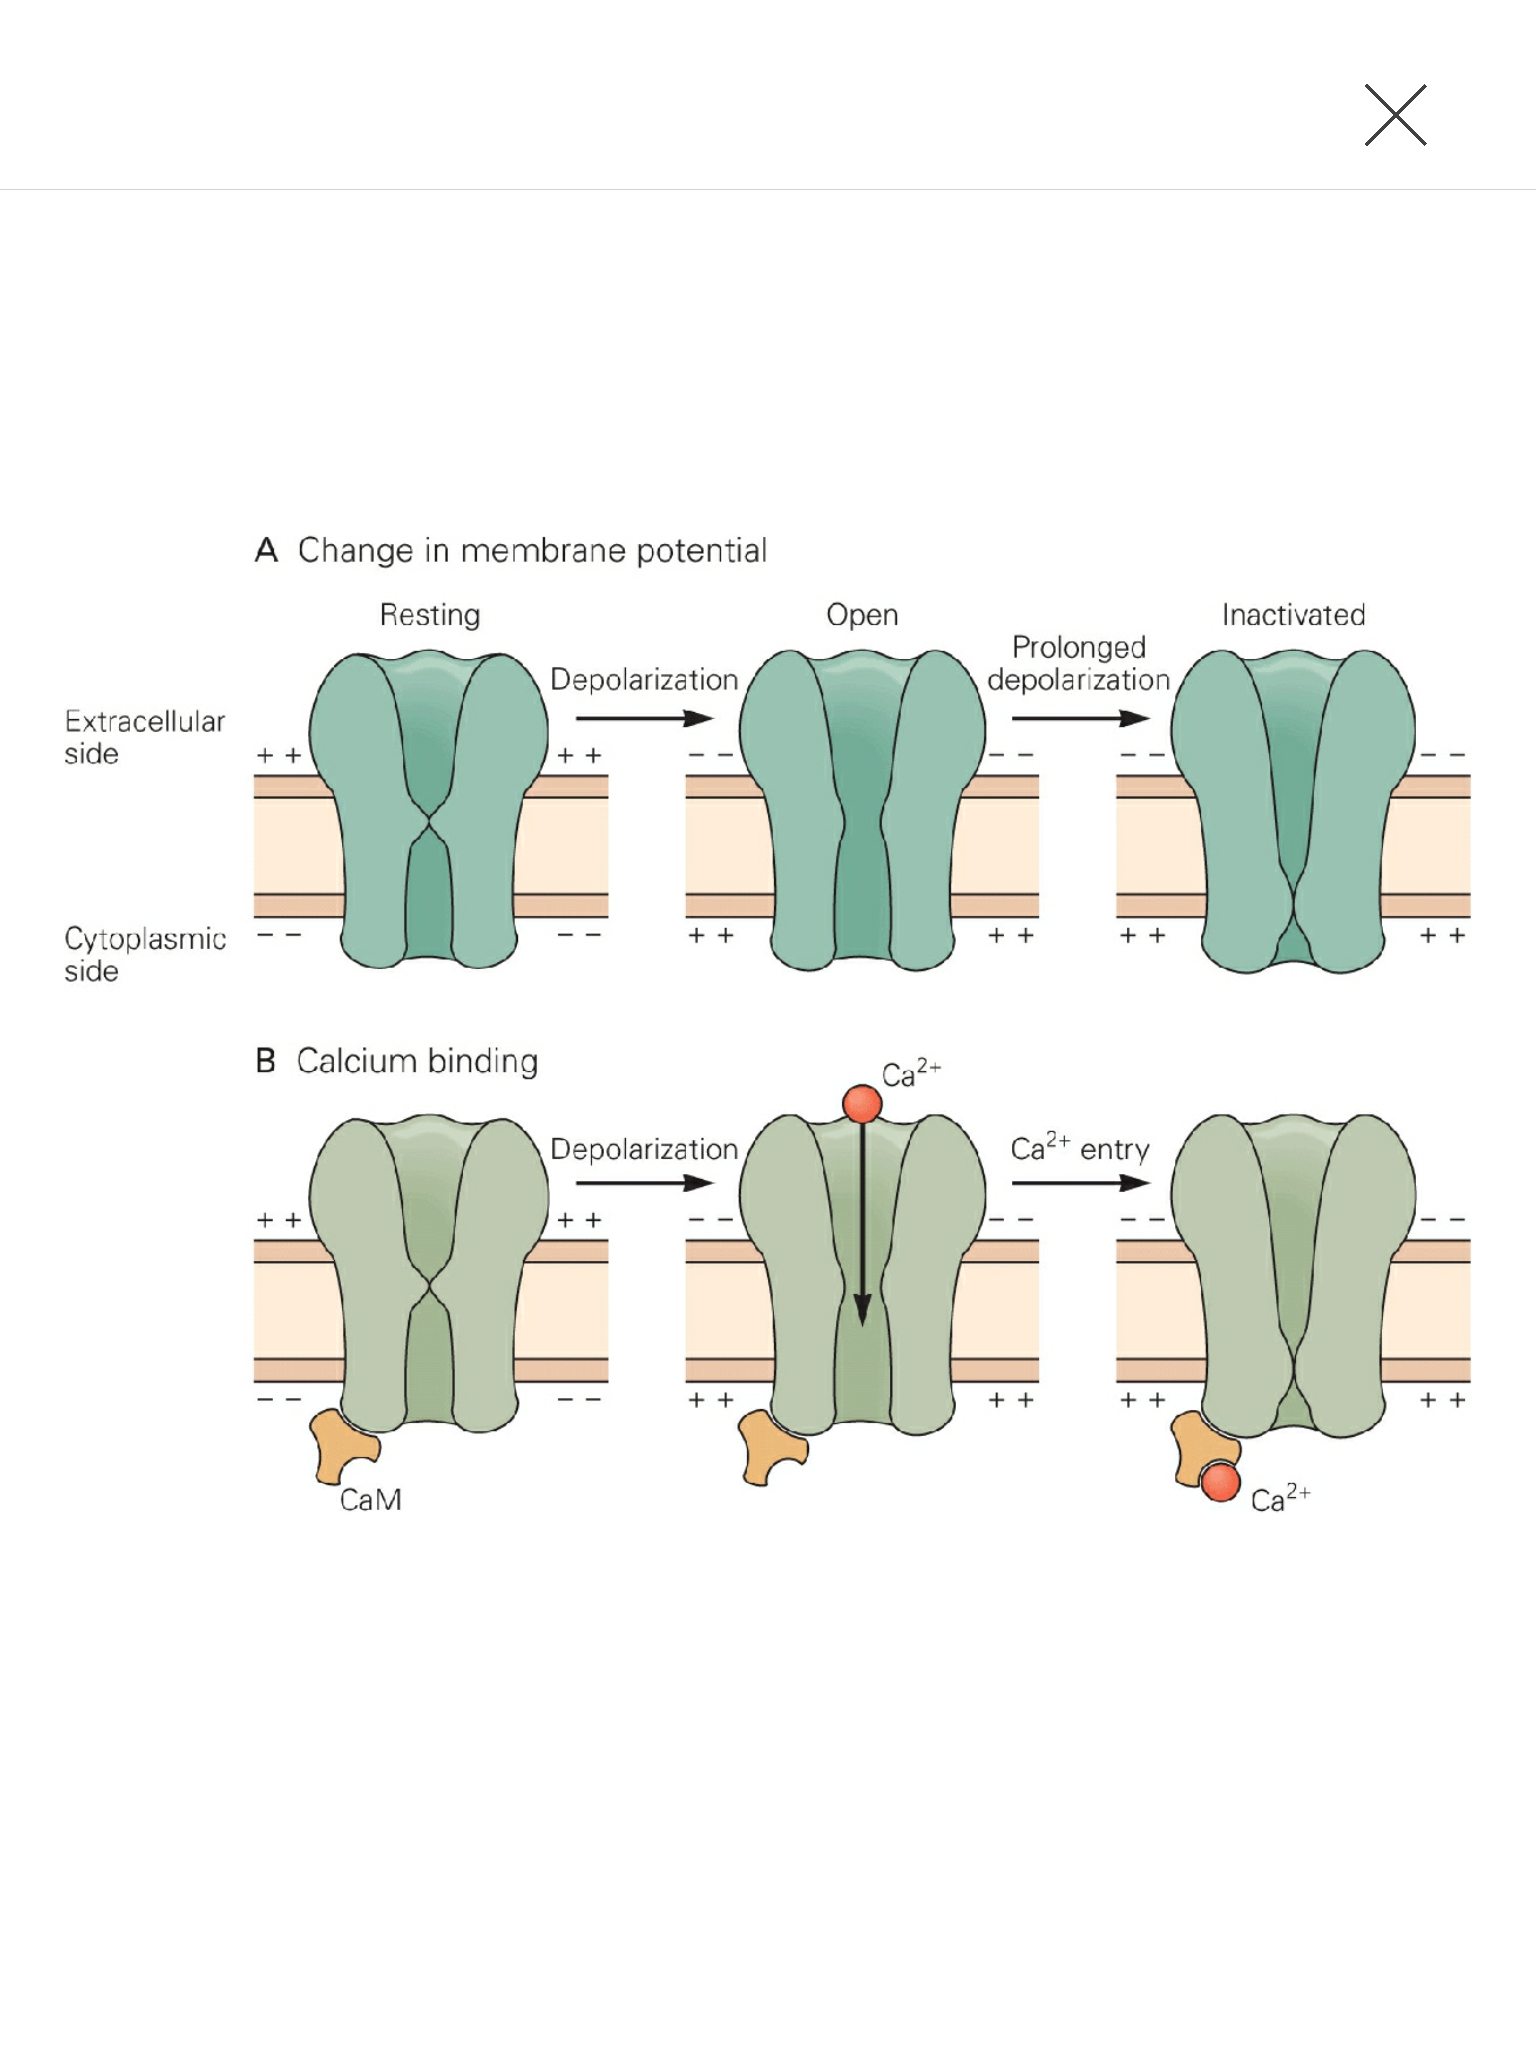 A Change in membrane potential
Resting
Open
Inactivated
Depolarization
Prolonged
depolarization
Extracellular
side
+ +
+ +
− −
− −
− −
− −
Cytoplasmic
side
− −
− −
+ +
+ +
+ +
+ +
B Calcium binding
Ca²⁺
Depolarization
Ca²⁺ entry
+ +
+ +
− −
− −
− −
− −
− −
− −
+ +
+ +
+ +
+ +
CaM
Ca²⁺